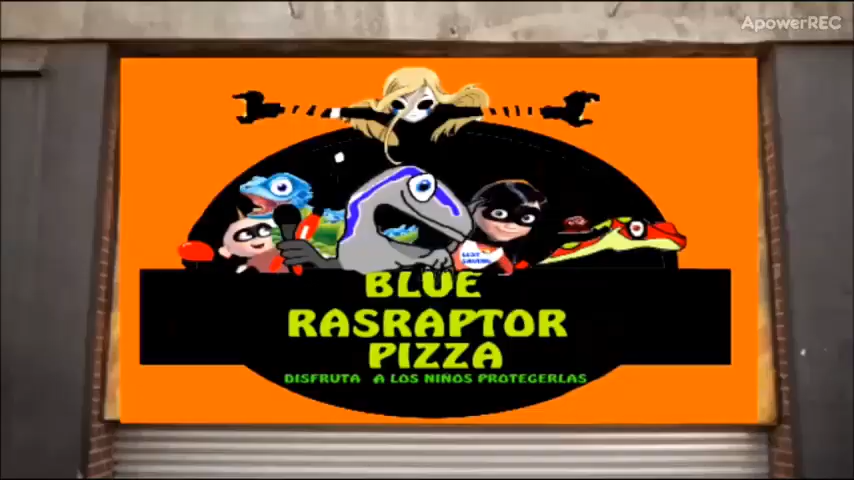 ApowerREC
BLUE
RASRAPTOR
PIZZA
DISFRUTA A LOS NIÑOS PROTEGERLAS